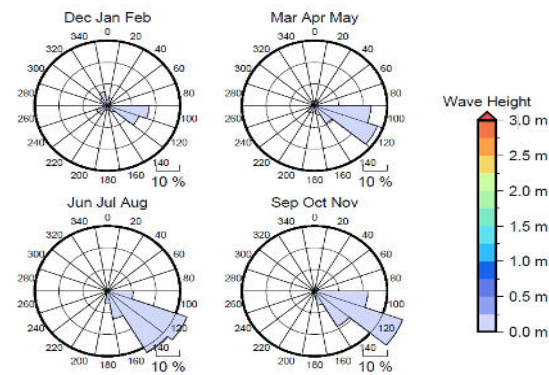 Dec Jan Feb
340 0 20
320 40
300 60
280 80
260 100
240 120
220 140
200 180 160
10 %
Mar Apr May
340 0 20
320 40
300 60
280 80
260 100
240 120
220 140
200 180 160
10 %
Jun Jul Aug
340 0 20
320 40
300 60
280 80
260 100
240 120
220 140
200 180 160
10 %
Sep Oct Nov
340 0 20
320 40
300 60
280 80
260 100
240 120
220 140
200 180 160
10 %
Wave Height
3.0 m
2.5 m
2.0 m
1.5 m
1.0 m
0.5 m
0.0 m